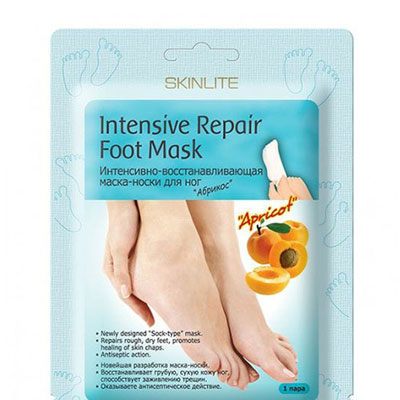 SKINLITE
Intensive Repair
Foot Mask
Интенсивно-восстанавливающая
маска-носки для ног
"Абрикос"
"Apricot"
• Newly designed "Sock-type" mask.
• Repairs rough, dry feet, promotes
healing of skin chaps.
• Antiseptic action.
• Новейшая разработка маска-носки.
• Восстанавливает грубую, сухую кожу ног,
способствует заживлению трещин.
• Оказывает антисептическое действие.
1 пара